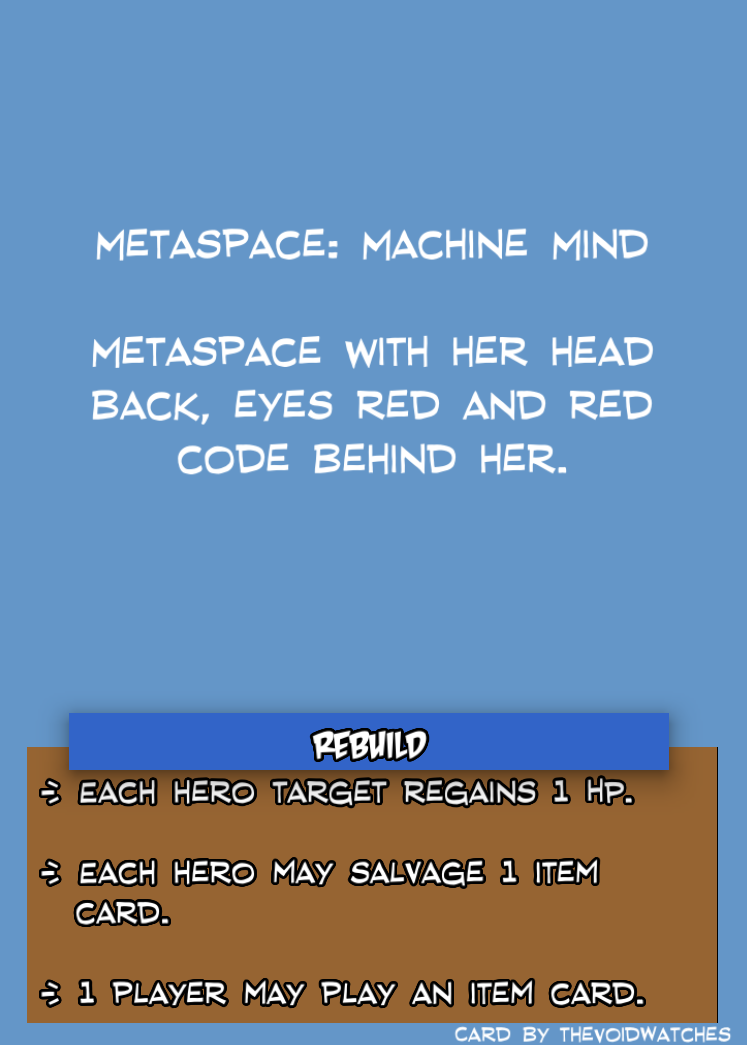 METASPACE: MACHINE MIND
METASPACE WITH HER HEAD
BACK, EYES RED AND RED
CODE BEHIND HER.
REBUILD
EACH HERO TARGET REGAINS 1 HP.
EACH HERO MAY SALVAGE 1 ITEM
CARD.
1 PLAYER MAY PLAY AN ITEM CARD.
CARD BY THEVOIDWATCHES